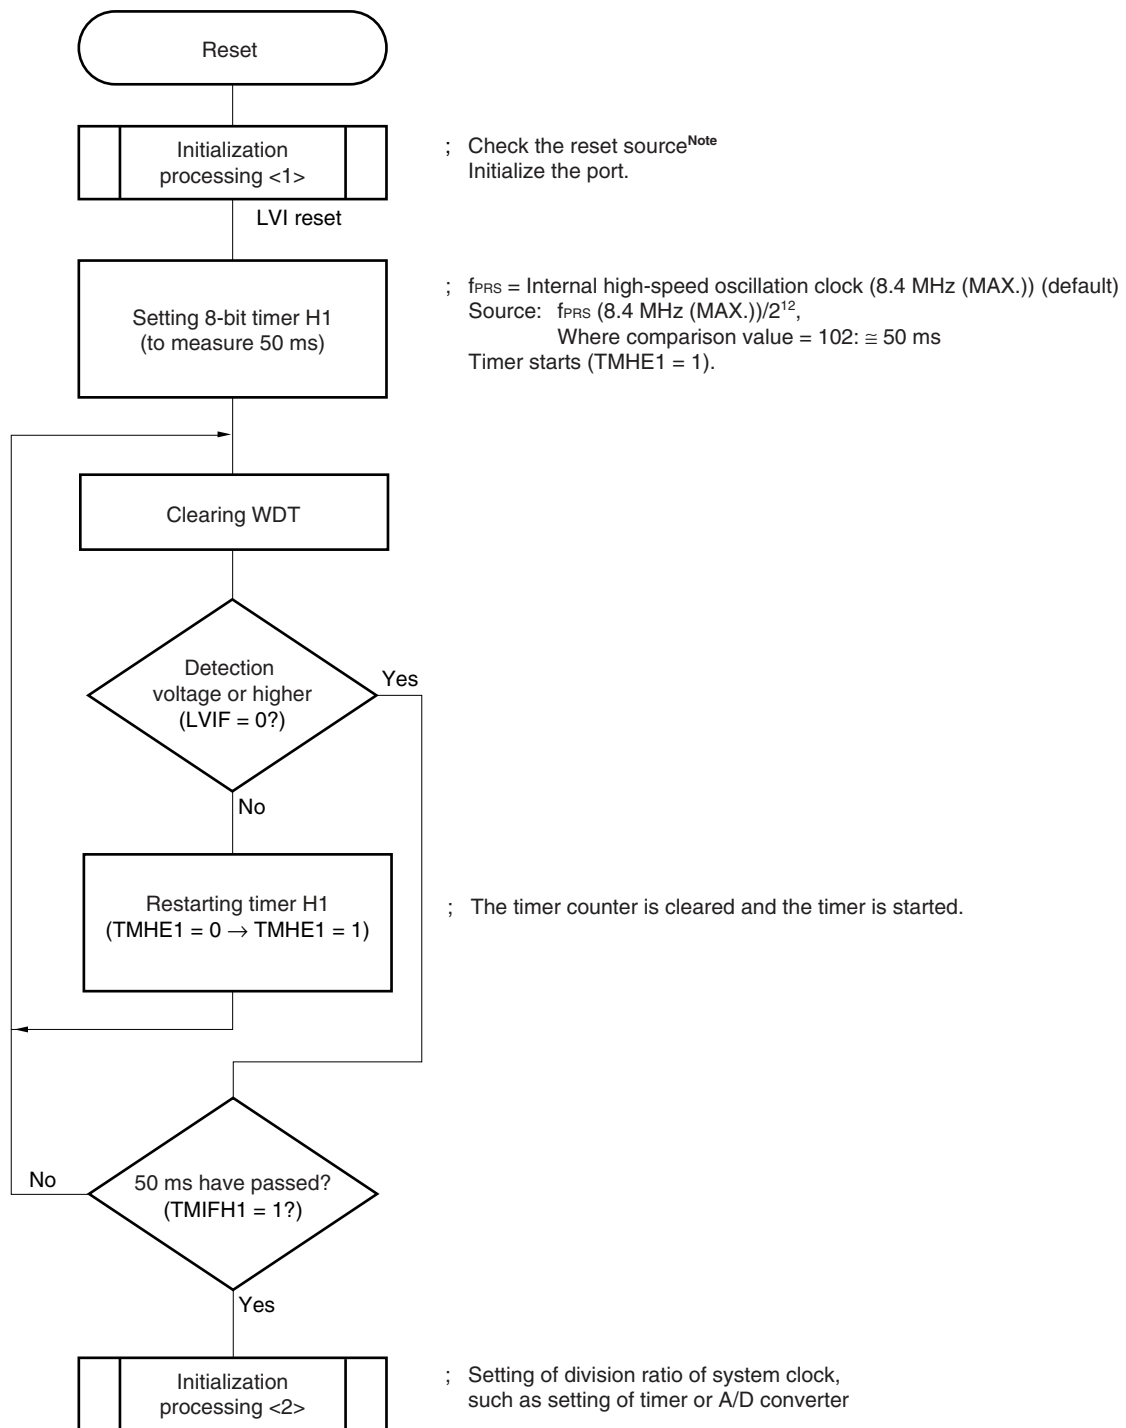 Reset
Initialization
processing <1>
; Check the reset source^Note
Initialize the port.
LVI reset
Setting 8-bit timer H1
(to measure 50 ms)
; fPRS = Internal high-speed oscillation clock (8.4 MHz (MAX.)) (default)
Source: fPRS (8.4 MHz (MAX.))/2¹²,
Where comparison value = 102: ≅ 50 ms
Timer starts (TMHE1 = 1).
Clearing WDT
Detection
voltage or higher
(LVIF = 0?)
Yes
No
Restarting timer H1
(TMHE1 = 0 → TMHE1 = 1)
; The timer counter is cleared and the timer is started.
50 ms have passed?
(TMIFH1 = 1?)
No
Yes
Initialization
processing <2>
; Setting of division ratio of system clock,
such as setting of timer or A/D converter